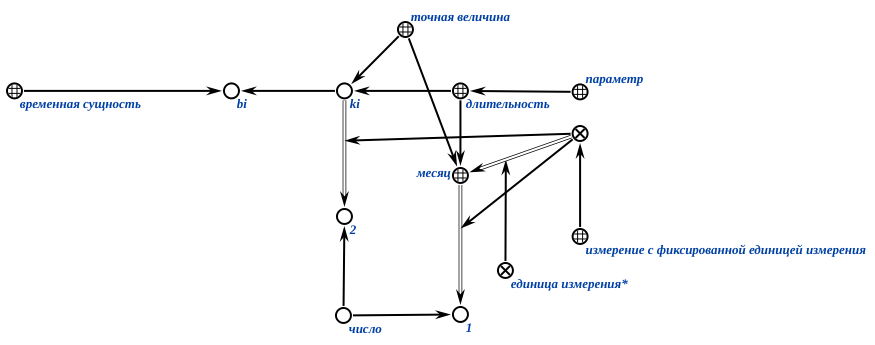 точная величина
параметр
временная сущность
bi
ki
длительность
месяц
2
измерение с фиксированной единицей измерения
единица измерения*
число
1